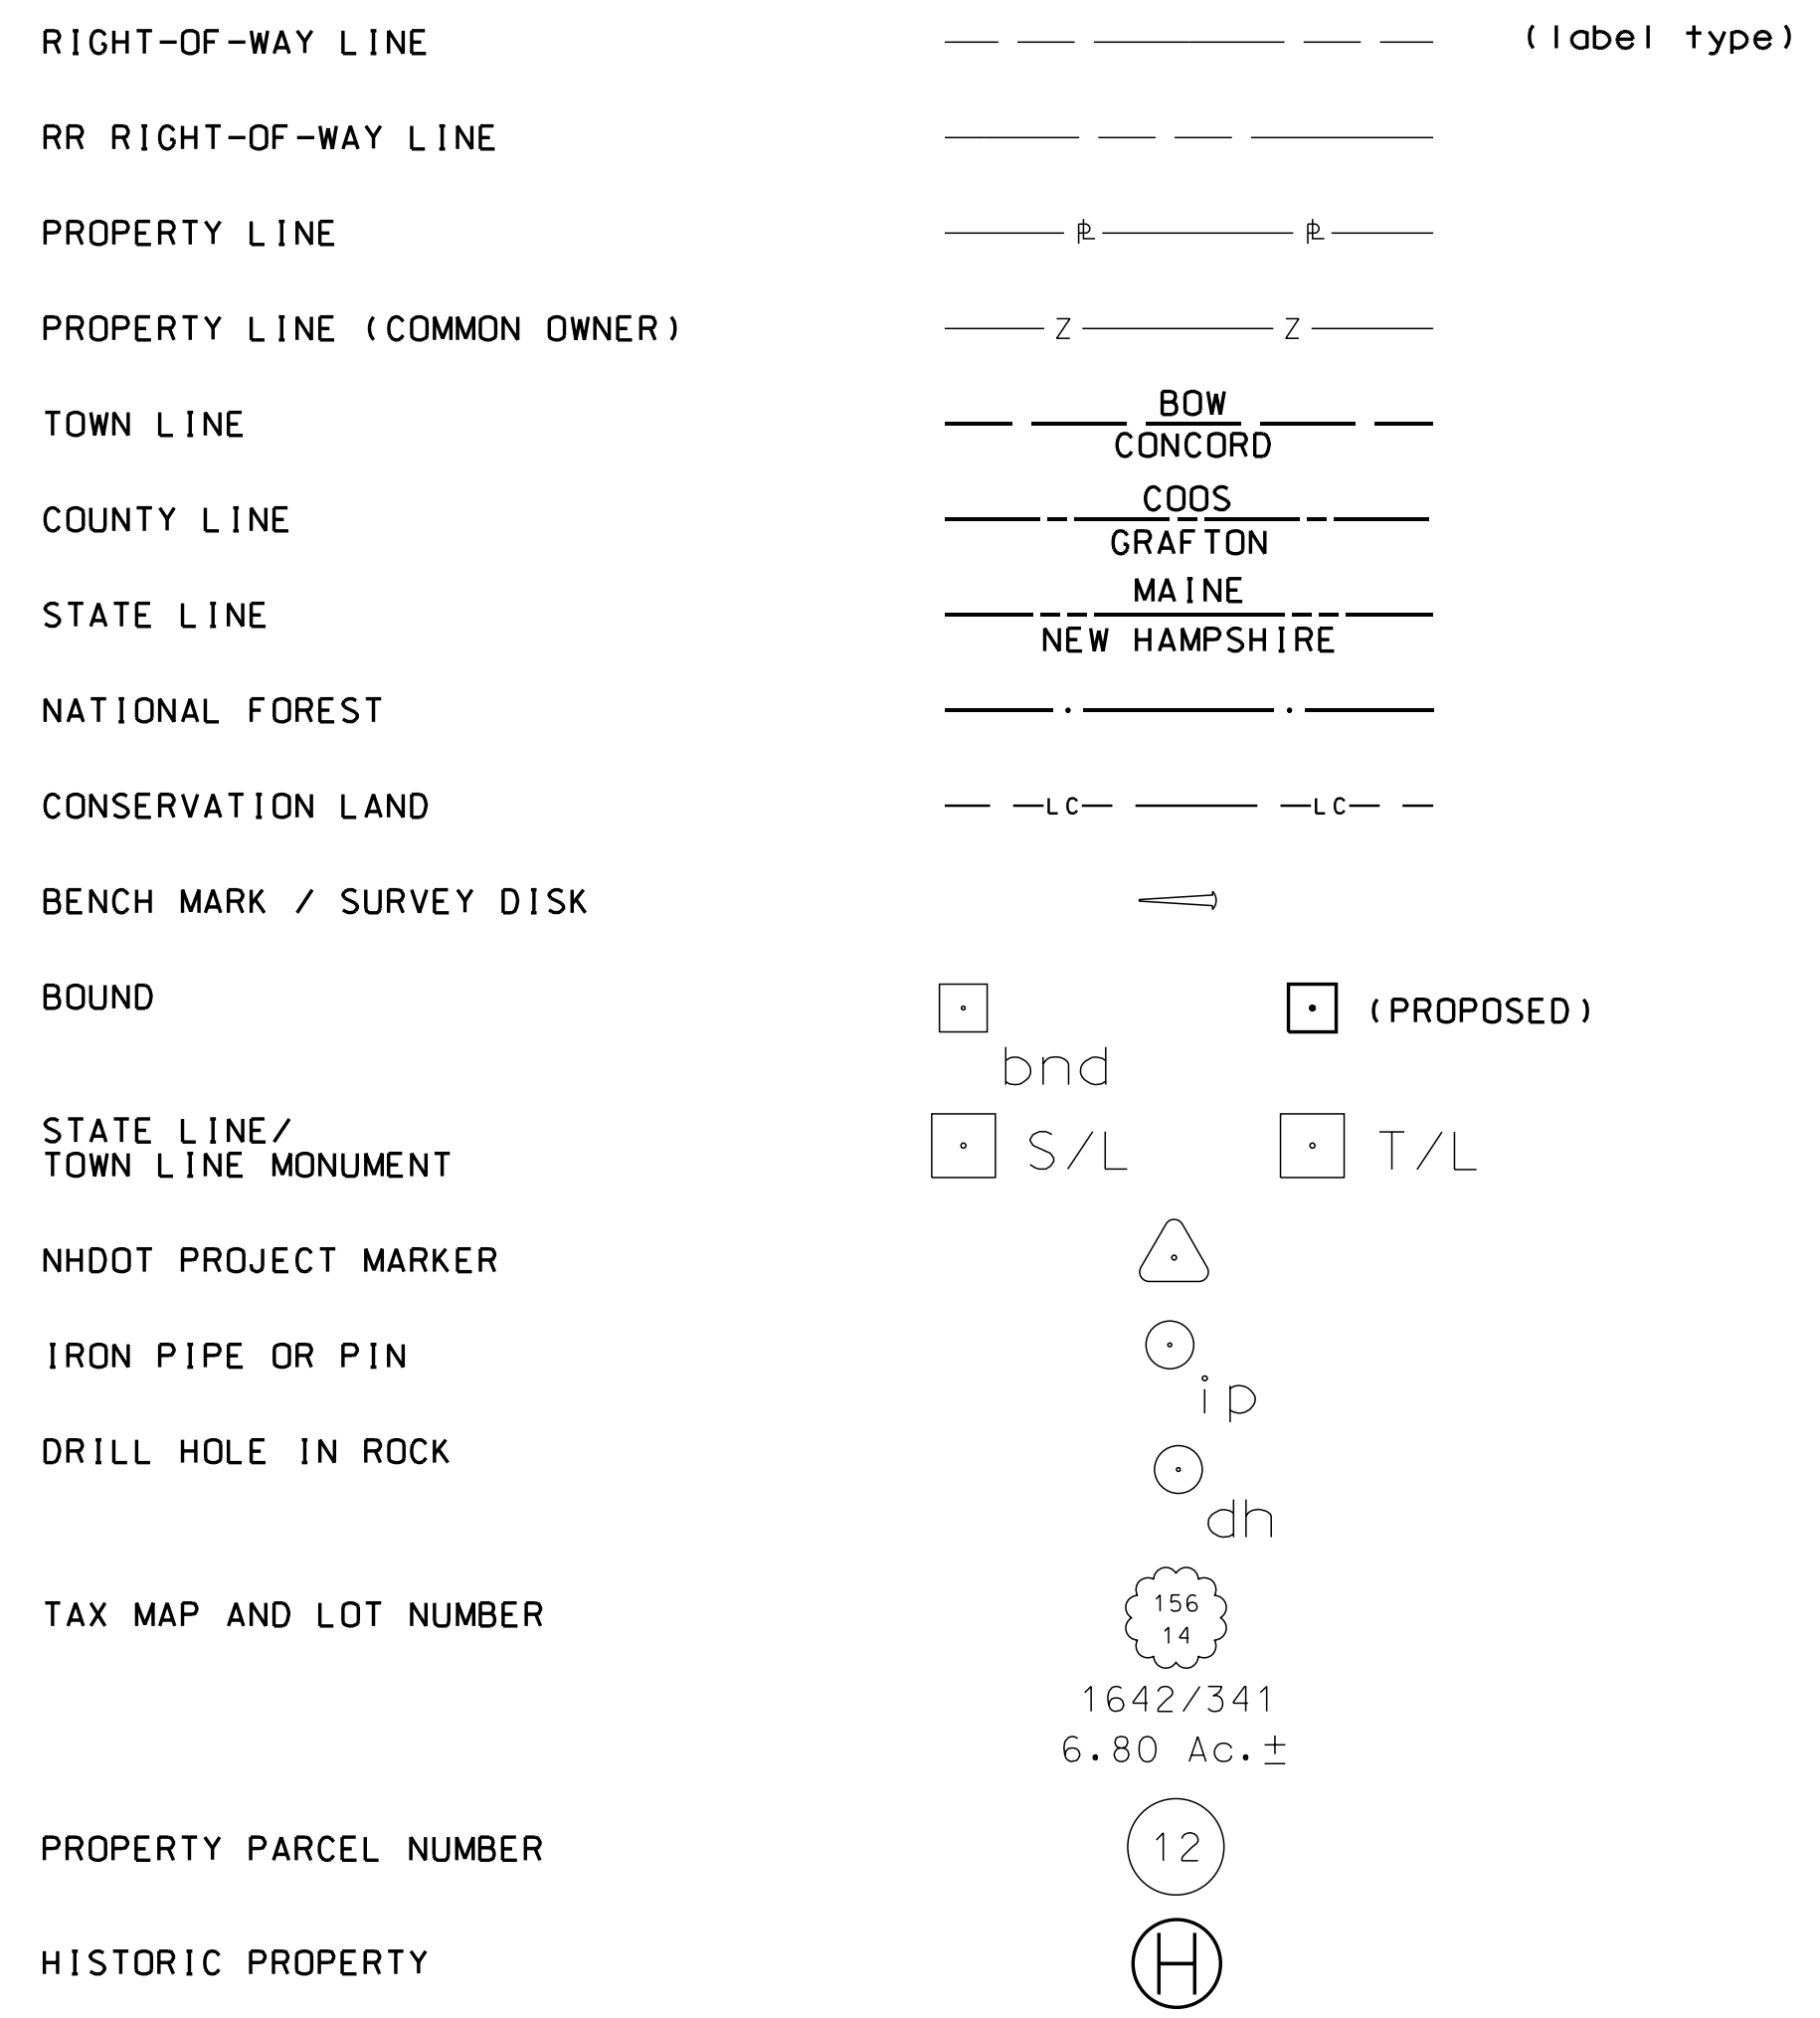 RIGHT-OF-WAY LINE (label type)
RR RIGHT-OF-WAY LINE
PROPERTY LINE ⅊ ⅊
PROPERTY LINE (COMMON OWNER) Z Z
BOW
TOWN LINE
CONCORD
COOS
COUNTY LINE
GRAFTON
MAINE
STATE LINE
NEW HAMPSHIRE
NATIONAL FOREST
CONSERVATION LAND LC LC
BENCH MARK / SURVEY DISK
BOUND (PROPOSED)
bnd
STATE LINE/
TOWN LINE MONUMENT S/L T/L
NHDOT PROJECT MARKER
IRON PIPE OR PIN
ip
DRILL HOLE IN ROCK
dh
156
TAX MAP AND LOT NUMBER
14
1642/341
6.80 Ac.±
PROPERTY PARCEL NUMBER 12
HISTORIC PROPERTY H